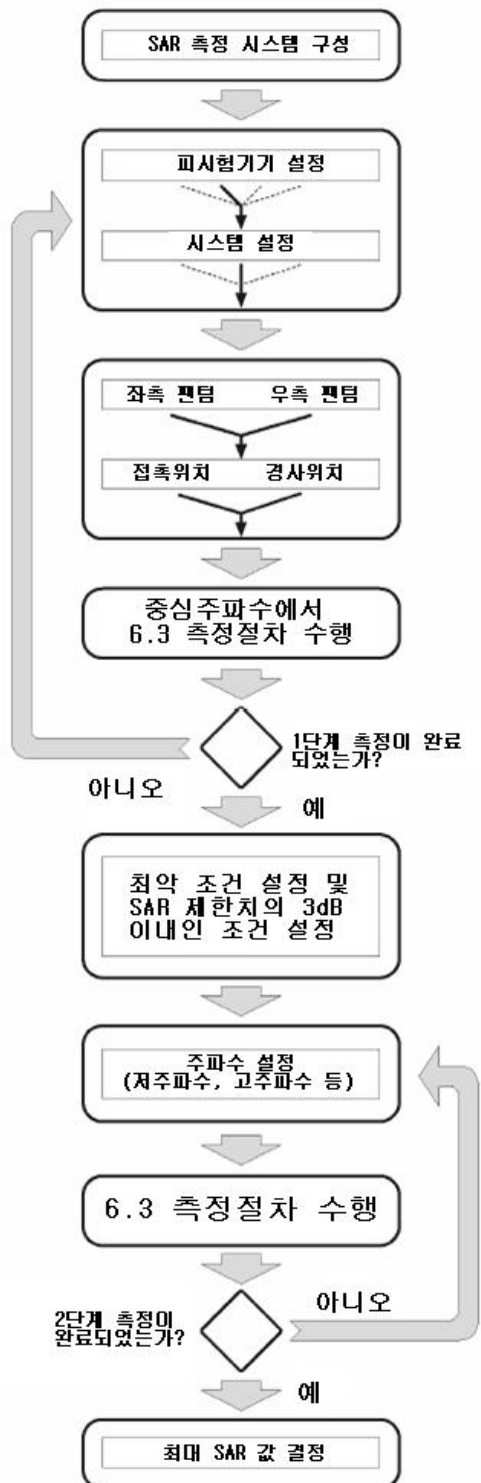 SAR 측정 시스템 구성
피시험기기 설정
시스템 설정
좌측 팬텀 우측 팬텀
접촉위치 경사위치
중심주파수에서
6.3 측정절차 수행
1단계 측정이 완료
되었는가?
아니오
예
최악 조건 설정 및
SAR 제한치의 3dB
이내인 조건 설정
주파수 설정
(저주파수, 고주파수 등)
6.3 측정절차 수행
2단계 측정이
완료되었는가?
아니오
예
최대 SAR 값 결정